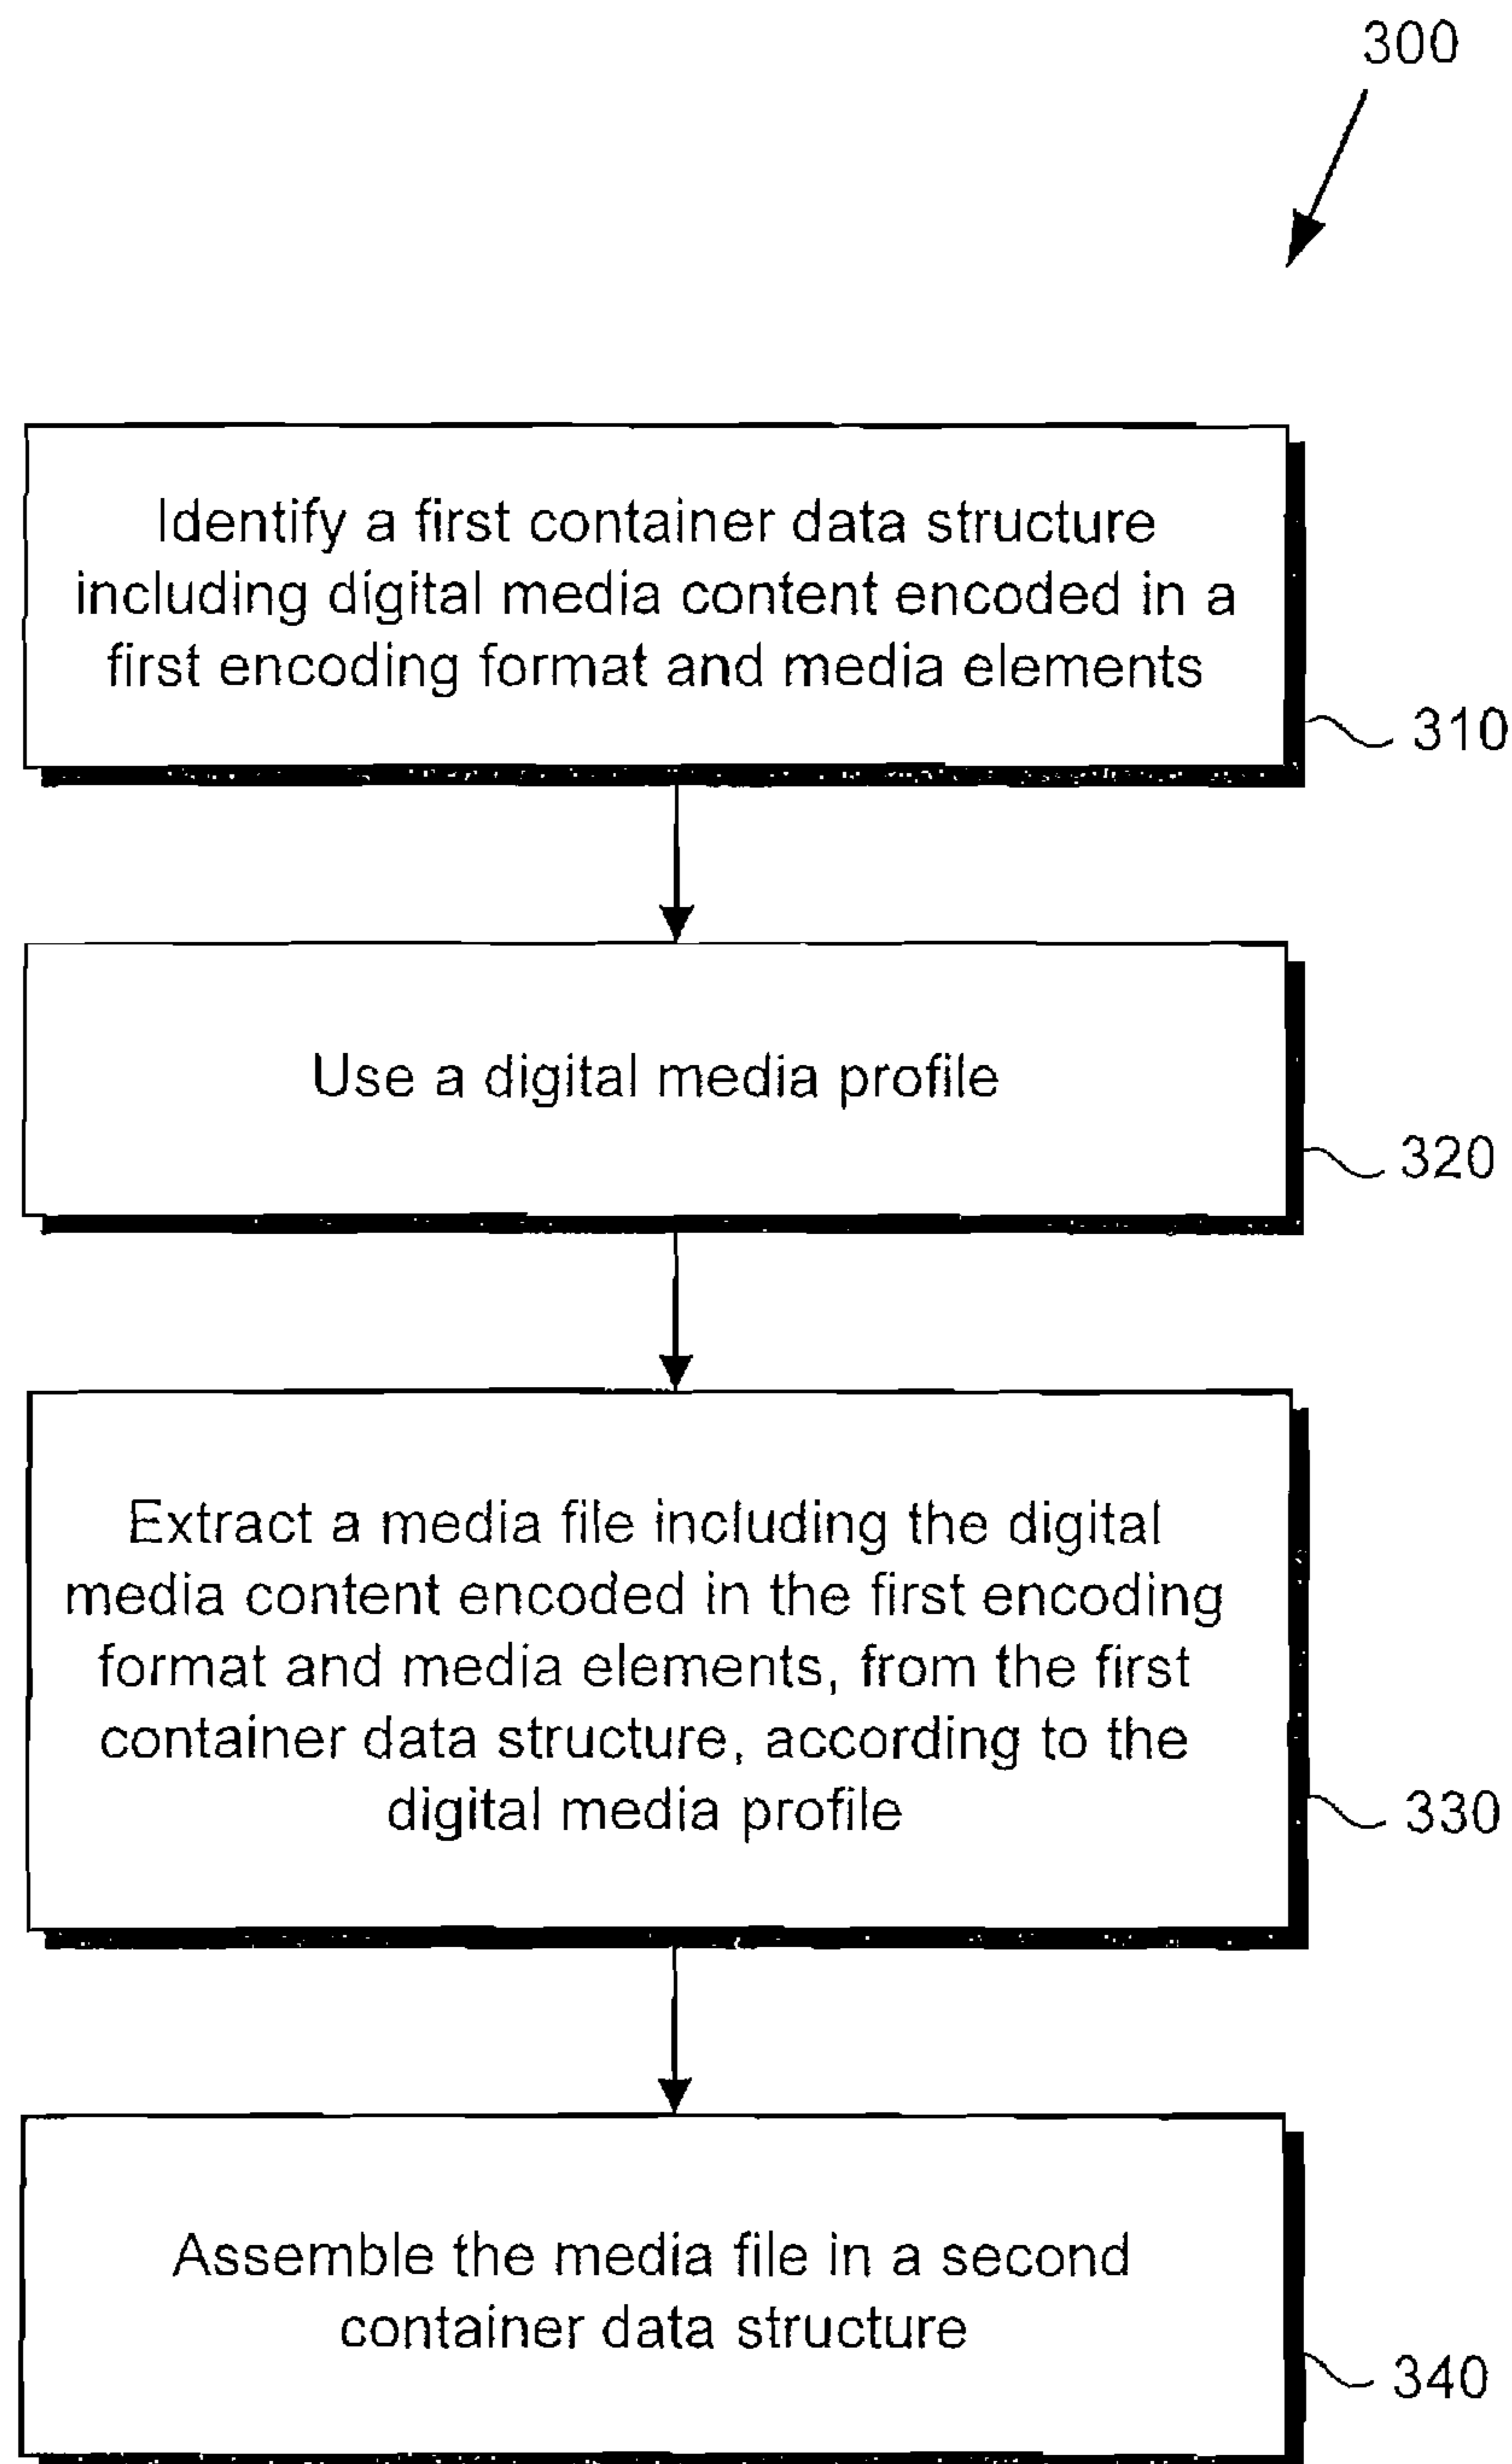 300
Identify a first container data structure
including digital media content encoded in a
first encoding format and media elements
310
Use a digital media profile
320
Extract a media file including the digital
media content encoded in the first encoding
format and media elements, from the first
container data structure, according to the
digital media profile
330
Assemble the media file in a second
container data structure
340